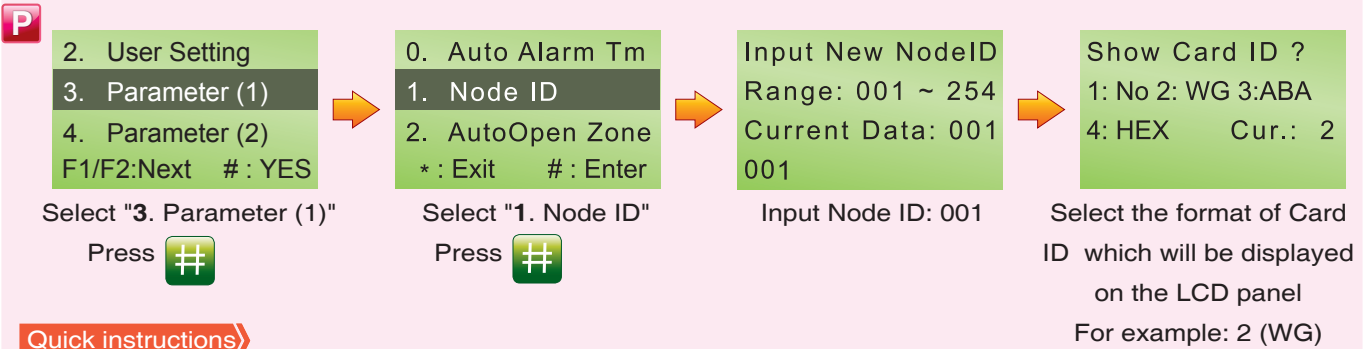 P
2. User Setting
3. Parameter (1)
4. Parameter (2)
F1/F2:Next # : YES
Select "3. Parameter (1)"
Press #
0. Auto Alarm Tm
1. Node ID
2. AutoOpen Zone
* : Exit # : Enter
Select "1. Node ID"
Press #
Input New NodeID
Range: 001 ~ 254
Current Data: 001
001
Input Node ID: 001
Show Card ID ?
1: No 2: WG 3:ABA
4: HEX Cur.: 2
Select the format of Card
ID which will be displayed
on the LCD panel
For example: 2 (WG)
Quick instructions